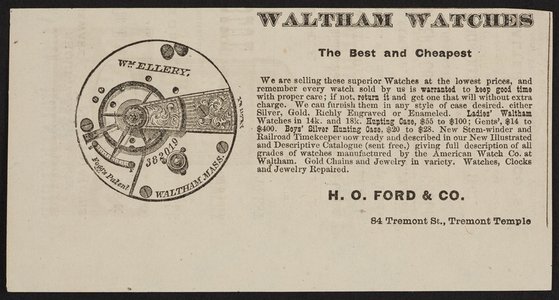 WALTHAM WATCHES
The Best and Cheapest
We are selling these superior Watches at the lowest prices, and
remember every watch sold by us is warranted to keep good time
with proper care; if not, return it and get one that will without extra
charge. We can furnish them in any style of case desired, either
Silver, Gold, Richly Engraved or Enameled. Ladies' Waltham
Watches in 14k. and 18k. Hunting Case, $55 to $100; Gents', $14 to
$400. Boys' Silver Hunting Case, $20 to $28. New Stem-winder and
Railroad Timekeeper now ready and described in our New Illustrated
and Descriptive Catalogue (sent free,) giving full description of all
grades of watches manufactured by the American Watch Co. at
Waltham. Gold Chains and Jewelry in variety. Watches, Clocks
and Jewelry Repaired.
H. O. FORD & CO.
84 Tremont St., Tremont Temple
Wm ELLERY.
Foggs Patent
WALTHAM, MASS.